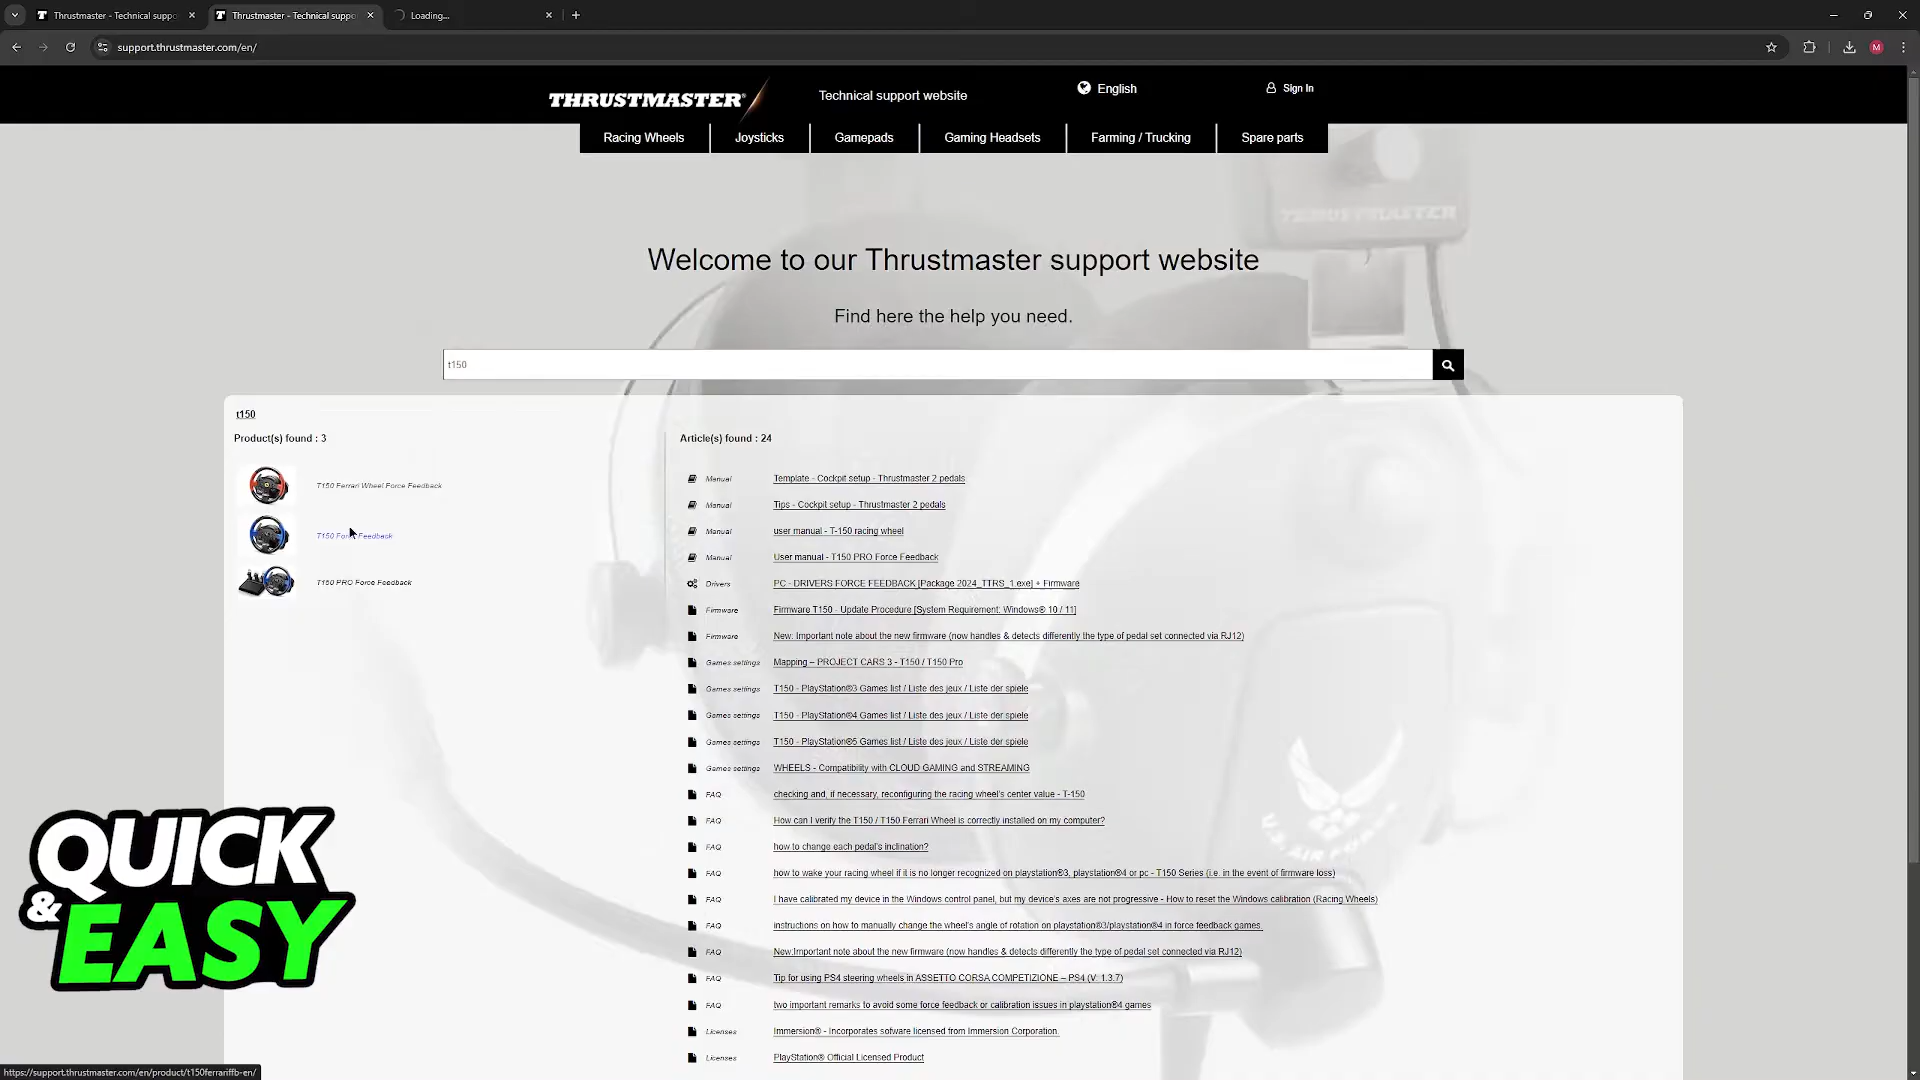 Thrustmaster - Technical suppo
Thrustmaster - Technical suppo
Loading...
support.thrustmaster.com/en/
M
THRUSTMASTER
Technical support website
English
Sign In
Racing Wheels
Joysticks
Gamepads
Gaming Headsets
Farming / Trucking
Spare parts
THRUSTMASTER
Welcome to our Thrustmaster support website
Find here the help you need.
t150
t150
Product(s) found : 3
T150 Ferrari Wheel Force Feedback
T150 Force Feedback
T150 PRO Force Feedback
Article(s) found : 24
Manual Template - Cockpit setup - Thrustmaster 2 pedals
Manual Tips - Cockpit setup - Thrustmaster 2 pedals
Manual user manual - T-150 racing wheel
Manual User manual - T150 PRO Force Feedback
Drivers PC - DRIVERS FORCE FEEDBACK [Package 2024_TTRS_1.exe] + Firmware
Firmware Firmware T150 - Update Procedure [System Requirement: Windows® 10 / 11]
Firmware New: Important note about the new firmware (now handles & detects differently the type of pedal set connected via RJ12)
Games settings Mapping – PROJECT CARS 3 - T150 / T150 Pro
Games settings T150 - PlayStation®3 Games list / Liste des jeux / Liste der spiele
Games settings T150 - PlayStation®4 Games list / Liste des jeux / Liste der spiele
Games settings T150 - PlayStation®5 Games list / Liste des jeux / Liste der spiele
Games settings WHEELS - Compatibility with CLOUD GAMING and STREAMING
FAQ checking and, if necessary, reconfiguring the racing wheel's center value - T-150
FAQ How can I verify the T150 / T150 Ferrari Wheel is correctly installed on my computer?
FAQ how to change each pedal's inclination?
FAQ how to wake your racing wheel if it is no longer recognized on playstation®3, playstation®4 or pc - T150 Series (i.e. in the event of firmware loss)
FAQ I have calibrated my device in the Windows control panel, but my device's axes are not progressive - How to reset the Windows calibration (Racing Wheels)
FAQ instructions on how to manually change the wheel's angle of rotation on playstation®3/playstation®4 in force feedback games.
FAQ New:Important note about the new firmware (now handles & detects differently the type of pedal set connected via RJ12)
FAQ Tip for using PS4 steering wheels in ASSETTO CORSA COMPETIZIONE – PS4 (V: 1.3.7)
FAQ two important remarks to avoid some force feedback or calibration issues in playstation®4 games
Licenses Immersion® - Incorporates sofware licensed from Immersion Corporation.
Licenses PlayStation® Official Licensed Product
U.S. AIR FORCE
QUICK
& EASY
https://support.thrustmaster.com/en/product/t150ferrariffb-en/